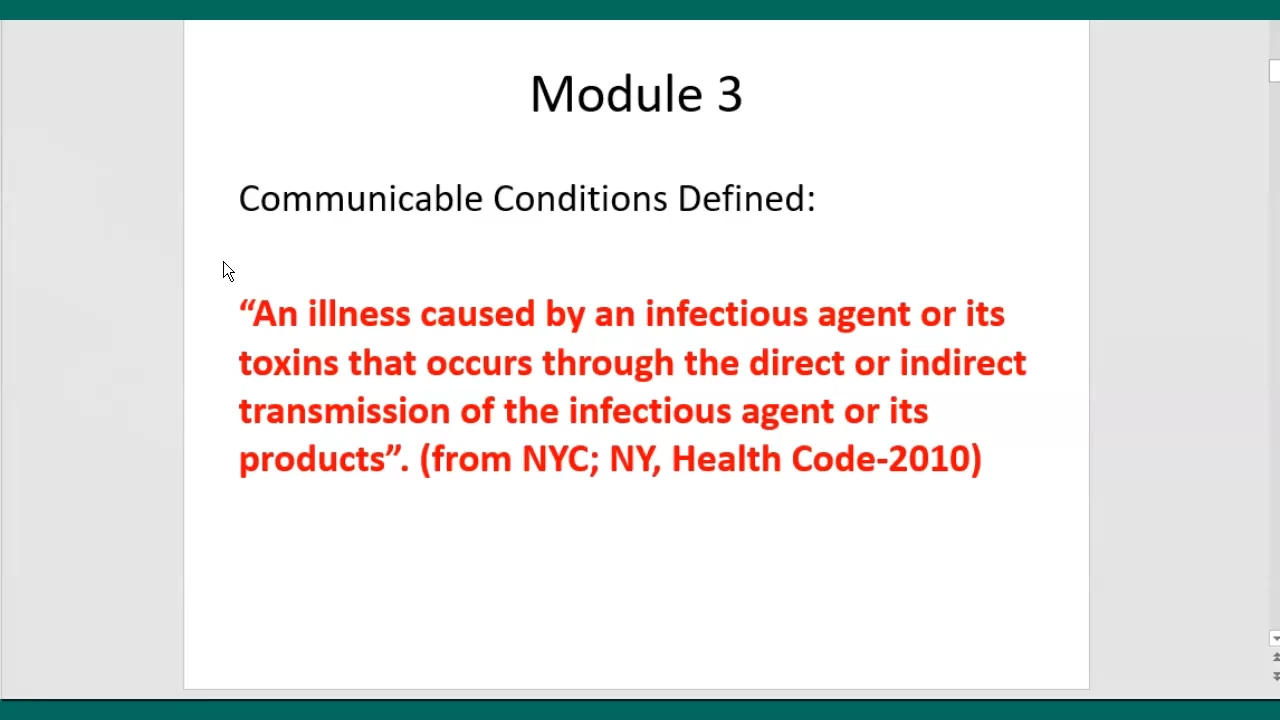 Module 3
Communicable Conditions Defined:
“An illness caused by an infectious agent or its
toxins that occurs through the direct or indirect
transmission of the infectious agent or its
products”. (from NYC; NY, Health Code-2010)